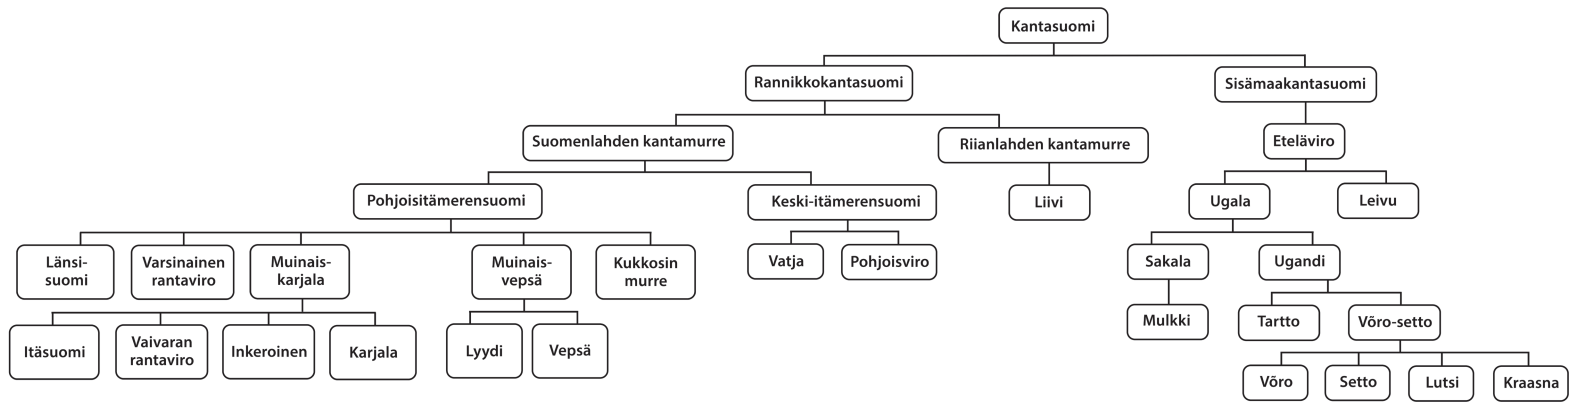 Kantasuomi
Rannikkokantasuomi
Sisämaakantasuomi
Suomenlahden kantamurre
Riianlahden kantamurre
Eteläviro
Pohjoisitämerensuomi
Keski-itämerensuomi
Liivi
Ugala
Leivu
Länsi-
suomi
Varsinainen
rantaviro
Muinais-
karjala
Muinais-
vepsä
Kukkosin
murre
Vatja
Pohjoisviro
Sakala
Ugandi
Itäsuomi
Vaivaran
rantaviro
Inkeroinen
Karjala
Lyydi
Vepsä
Mulkki
Tartto
Võro-setto
Võro
Setto
Lutsi
Kraasna